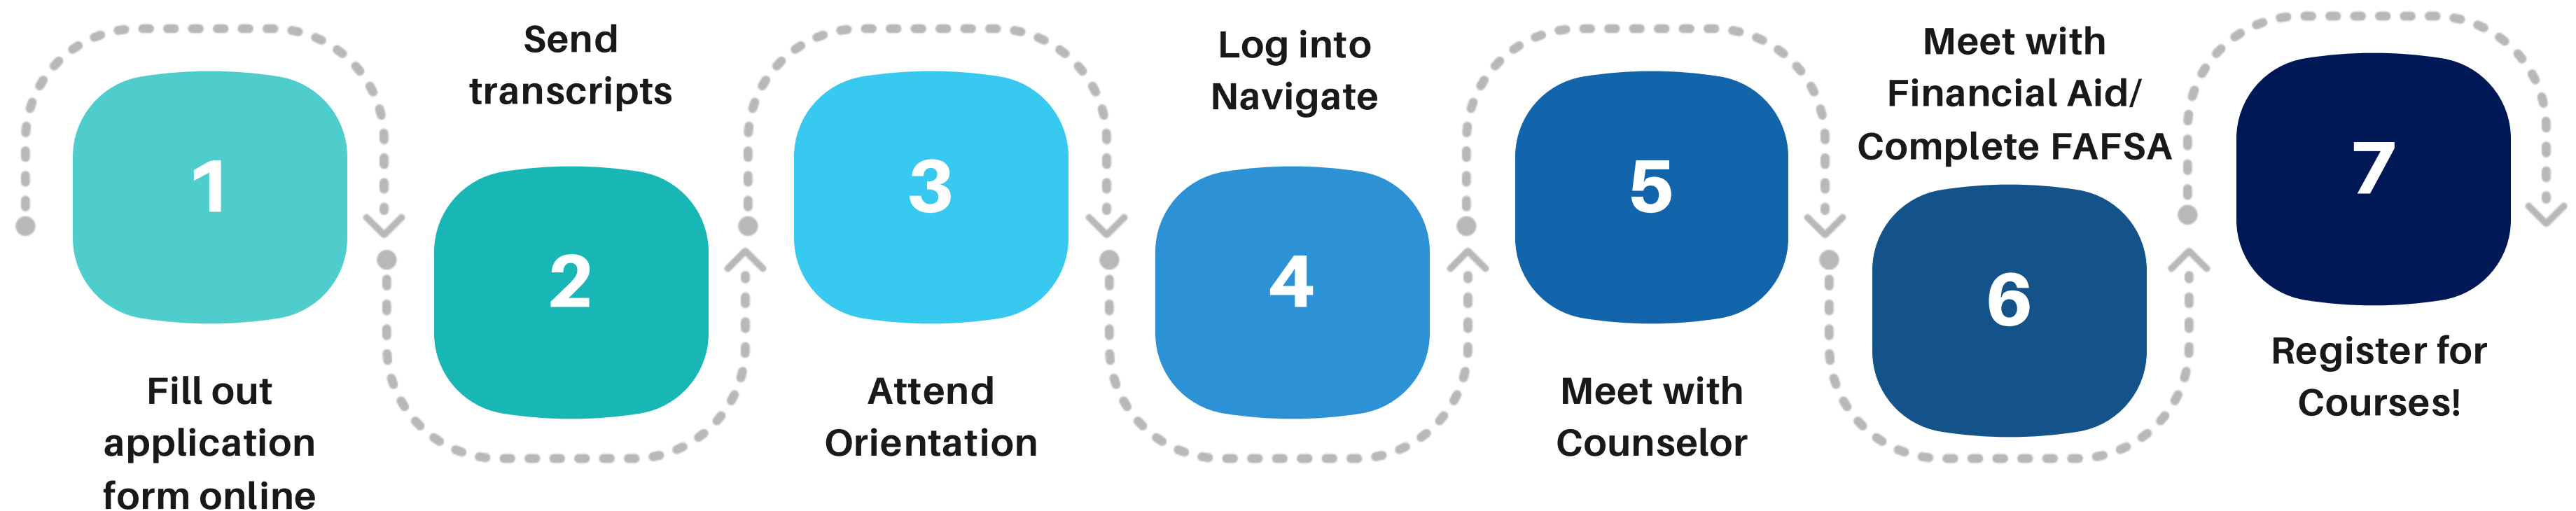 1
Fill out
application
form online
Send
transcripts
2
3
Attend
Orientation
Log into
Navigate
4
5
Meet with
Counselor
Meet with
Financial Aid/
Complete FAFSA
6
7
Register for
Courses!